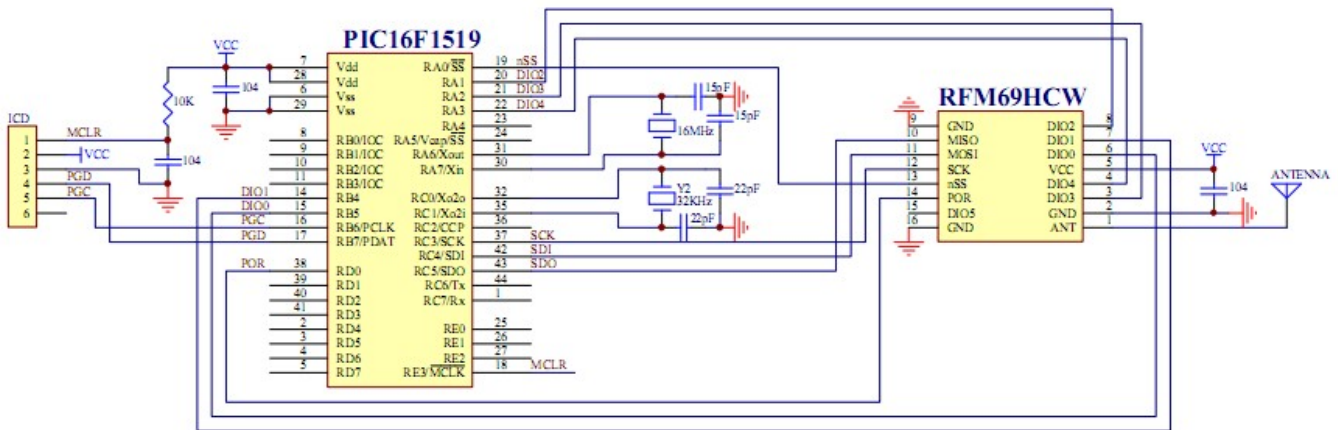 PIC16F1519
VCC
7 Vdd RA0/SS 19 nSS
28 Vdd RA1 20 DIO2
6 Vss RA2 21 DIO3
29 Vss RA3 22 DIO4
RA4 23
8 RB0/IOC RA5/Vcap/SS 24
9 RB1/IOC RA6/Xout 31
10 RB2/IOC RA7/Xin 30
11 RB3/IOC
DIO1 14 RB4 RC0/Xo2o 32
DIO0 15 RB5 RC1/Xo2i 35
PGC 16 RB6/PCLK RC2/CCP 36
PGD 17 RB7/PDAT RC3/SCK 37 SCK
RC4/SDI 42 SDI
POR 38 RD0 RC5/SDO 43 SDO
39 RD1 RC6/Tx 44
40 RD2 RC7/Rx 1
41 RD3
2 RD4 RE0 25
3 RD5 RE1 26
4 RD6 RE2 27
5 RD7 RE3/MCLK 18 MCLR
10K
104
ICD
1 MCLR
2 VCC
3
4 PGD
5 PGC
6
104
15pF
15pF
16MHz
Y2
32KHz
22pF
22pF
RFM69HCW
9 GND DIO2 8
10 MISO DIO1 7
11 MOSI DIO0 6
12 SCK VCC 5
13 nSS DIO4 4
14 POR DIO3 3
15 DIO5 GND 2
16 GND ANT 1
VCC
104
ANTENNA